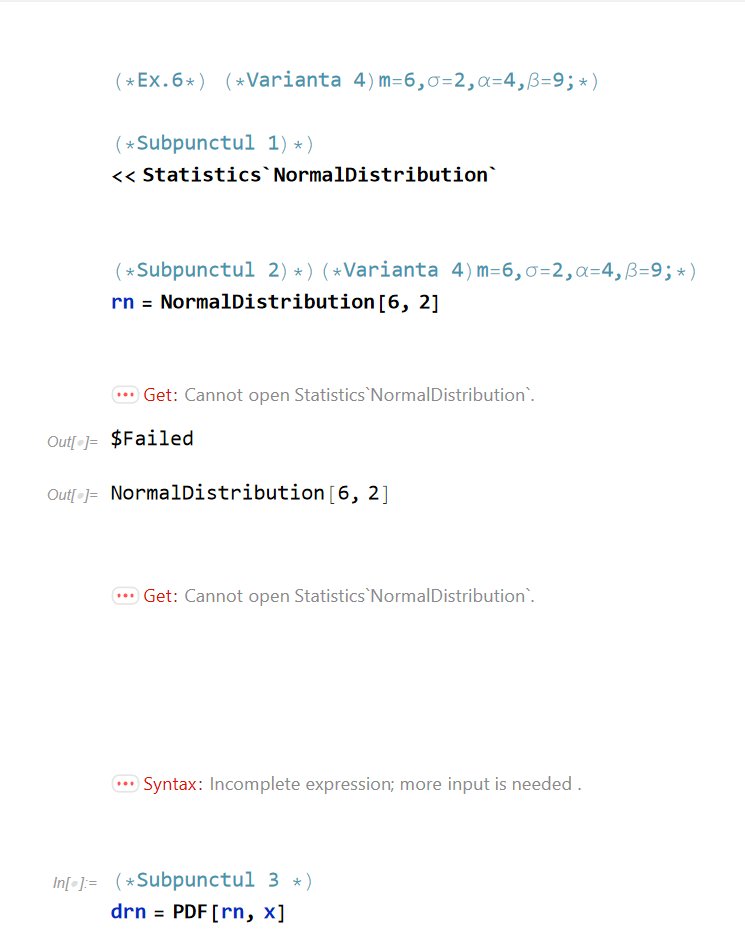 (*Ex.6*) (*Varianta 4)m=6,σ=2,α=4,β=9;*)
(*Subpunctul 1)*)
<< Statistics`NormalDistribution`
(*Subpunctul 2)*)(*Varianta 4)m=6,σ=2,α=4,β=9;*)
rn = NormalDistribution[6, 2]
··· Get: Cannot open Statistics`NormalDistribution`.
Out[◦]= $Failed
Out[◦]= NormalDistribution[6, 2]
··· Get: Cannot open Statistics`NormalDistribution`.
··· Syntax: Incomplete expression; more input is needed .
In[◦]:= (*Subpunctul 3 *)
drn = PDF[rn, x]